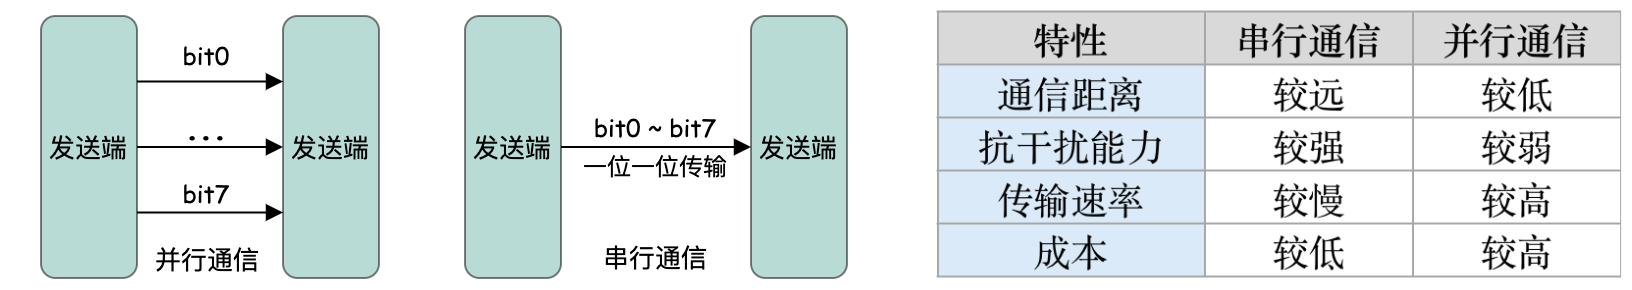 发送端
bit0
...
bit7
发送端
并行通信
发送端
bit0 ~ bit7
一位一位传输
发送端
串行通信
特性 串行通信 并行通信
通信距离 较远 较低
抗干扰能力 较强 较弱
传输速率 较慢 较高
成本 较低 较高